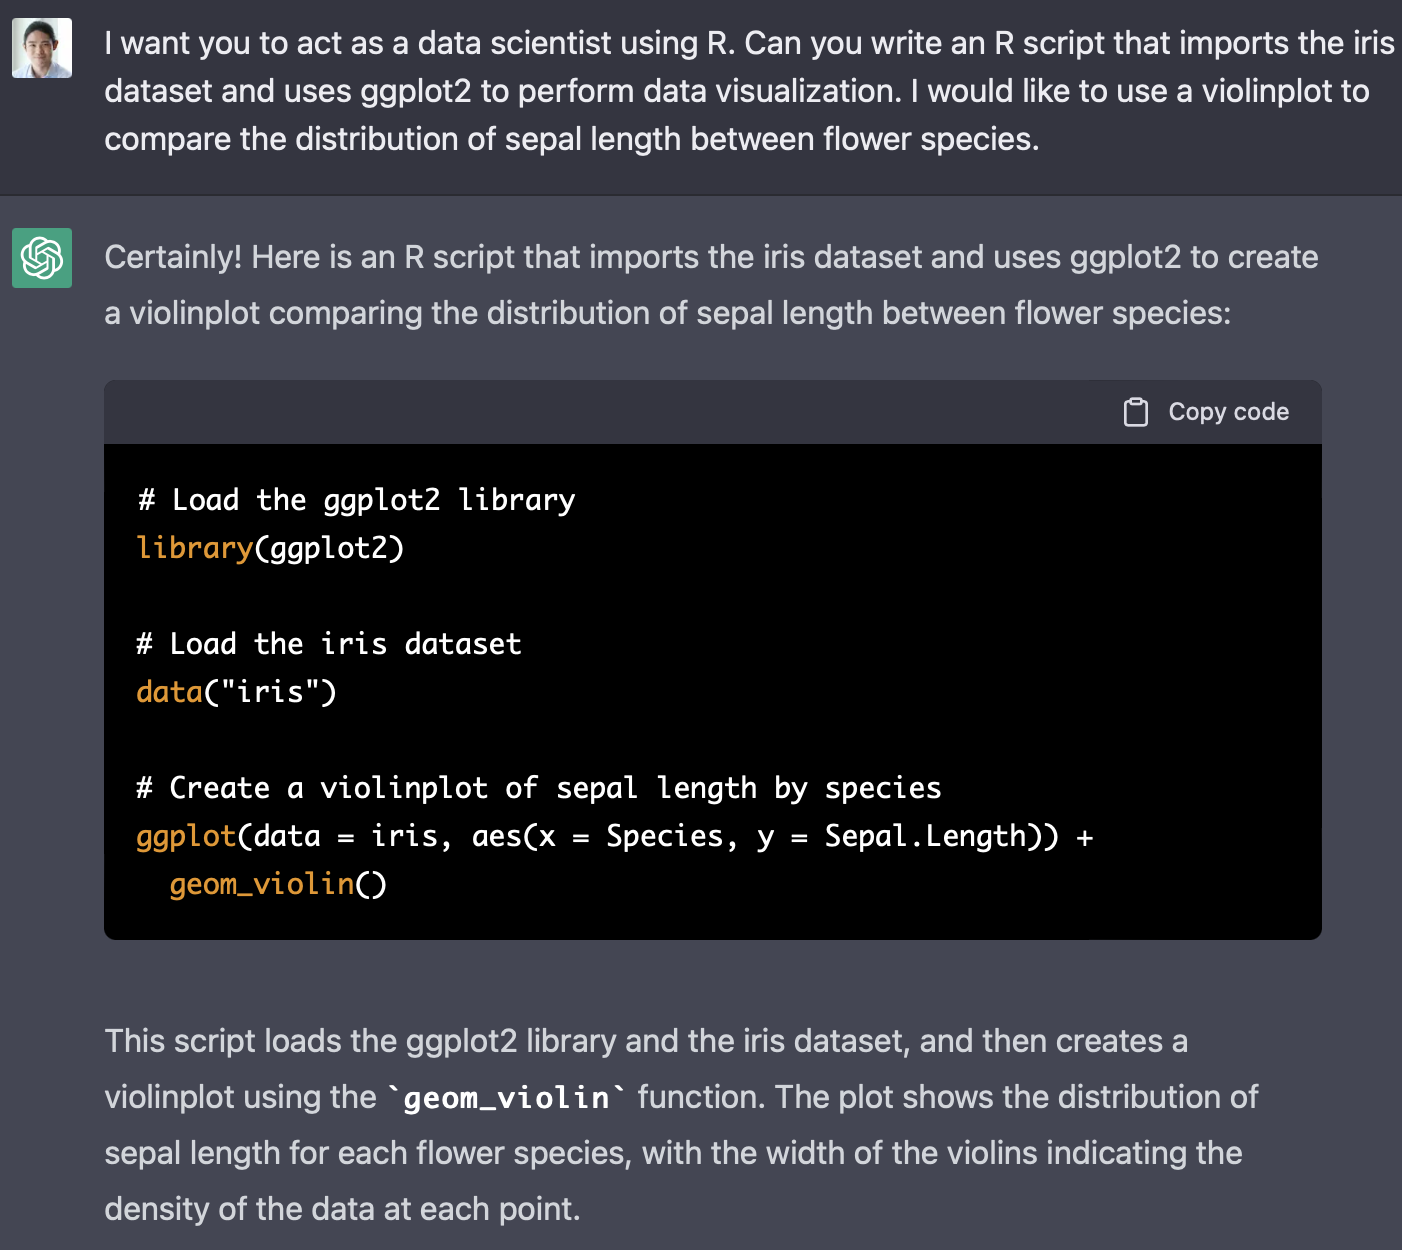 I want you to act as a data scientist using R. Can you write an R script that imports the iris
dataset and uses ggplot2 to perform data visualization. I would like to use a violinplot to
compare the distribution of sepal length between flower species.
Certainly! Here is an R script that imports the iris dataset and uses ggplot2 to create
a violinplot comparing the distribution of sepal length between flower species:
Copy code
# Load the ggplot2 library
library(ggplot2)
# Load the iris dataset
data("iris")
# Create a violinplot of sepal length by species
ggplot(data = iris, aes(x = Species, y = Sepal.Length)) +
  geom_violin()
This script loads the ggplot2 library and the iris dataset, and then creates a
violinplot using the `geom_violin` function. The plot shows the distribution of
sepal length for each flower species, with the width of the violins indicating the
density of the data at each point.